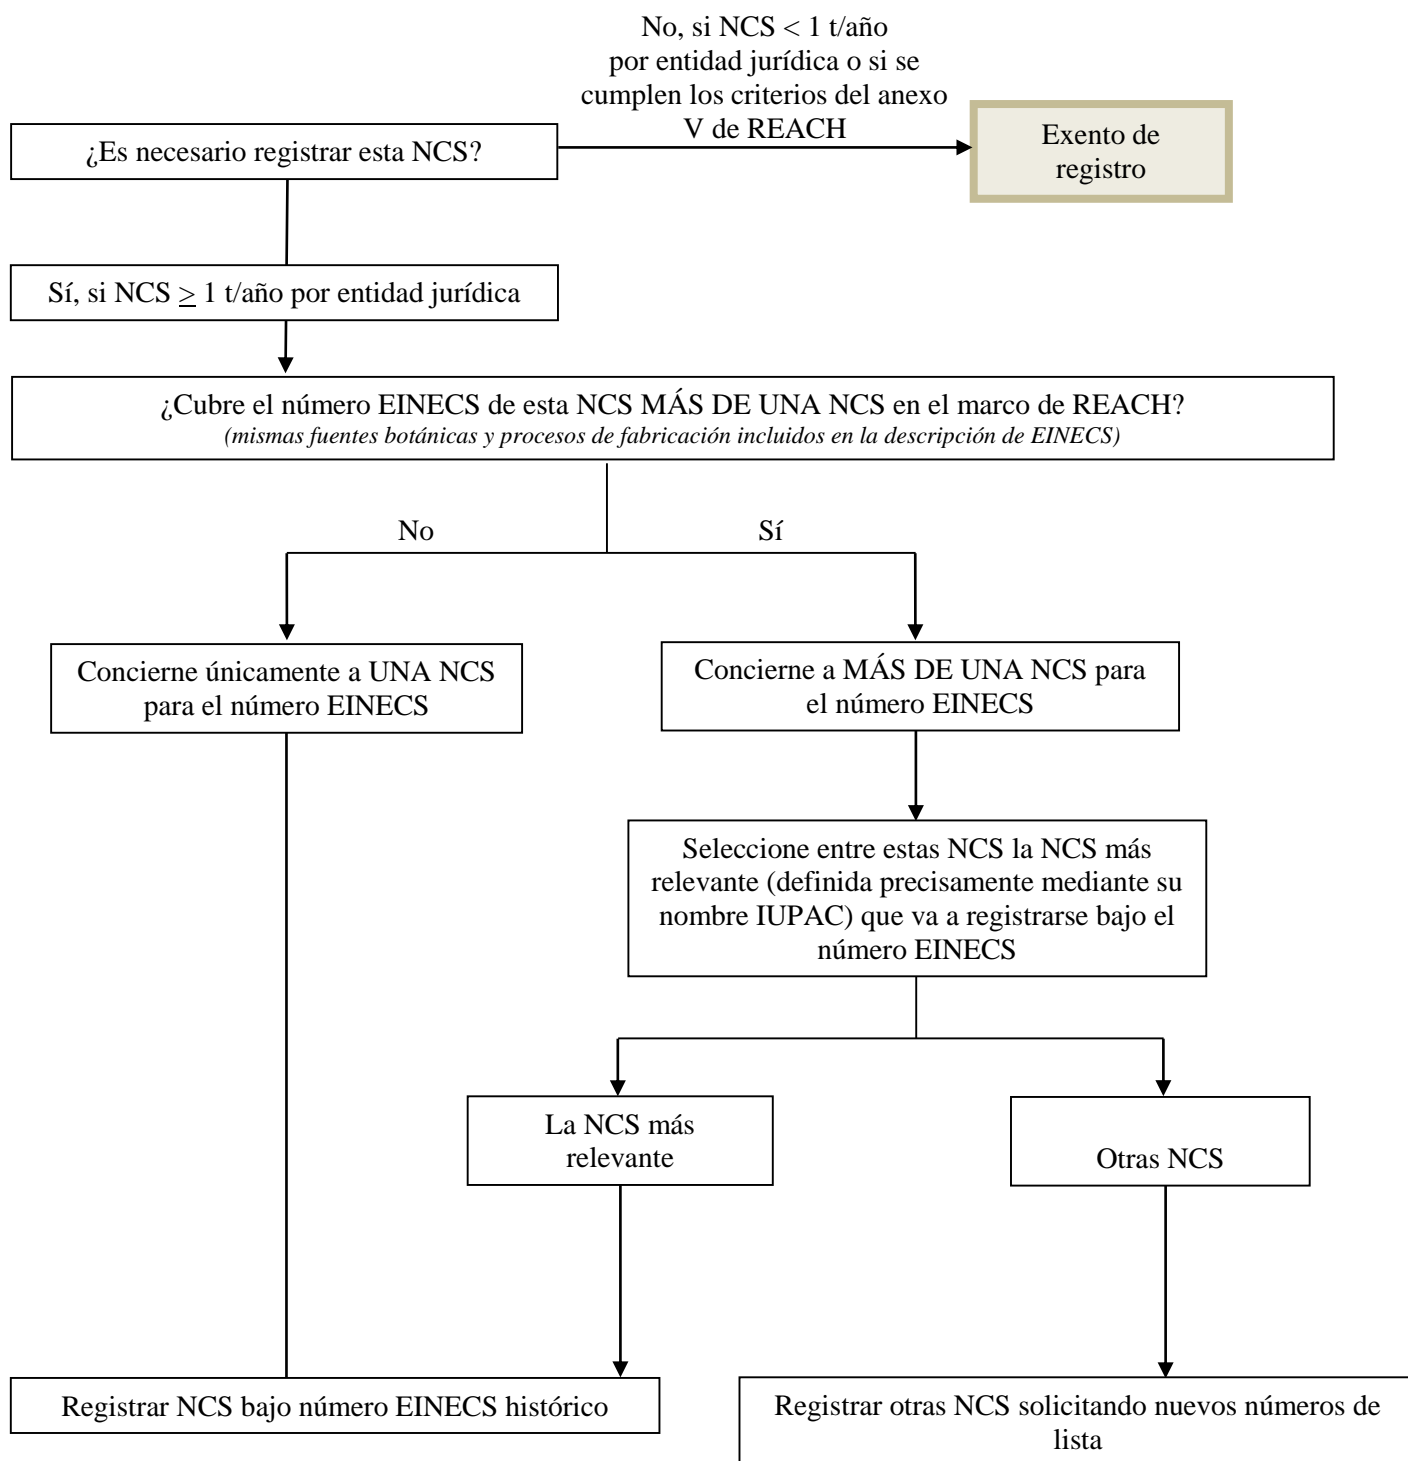 No, si NCS < 1 t/año
por entidad jurídica o si se
cumplen los criterios del anexo
V de REACH
¿Es necesario registrar esta NCS?
Exento de
registro
Sí, si NCS ≥ 1 t/año por entidad jurídica
¿Cubre el número EINECS de esta NCS MÁS DE UNA NCS en el marco de REACH?
(mismas fuentes botánicas y procesos de fabricación incluidos en la descripción de EINECS)
No
Sí
Concierne únicamente a UNA NCS
para el número EINECS
Concierne a MÁS DE UNA NCS para
el número EINECS
Seleccione entre estas NCS la NCS más
relevante (definida precisamente mediante su
nombre IUPAC) que va a registrarse bajo el
número EINECS
La NCS más
relevante
Otras NCS
Registrar NCS bajo número EINECS histórico
Registrar otras NCS solicitando nuevos números de
lista